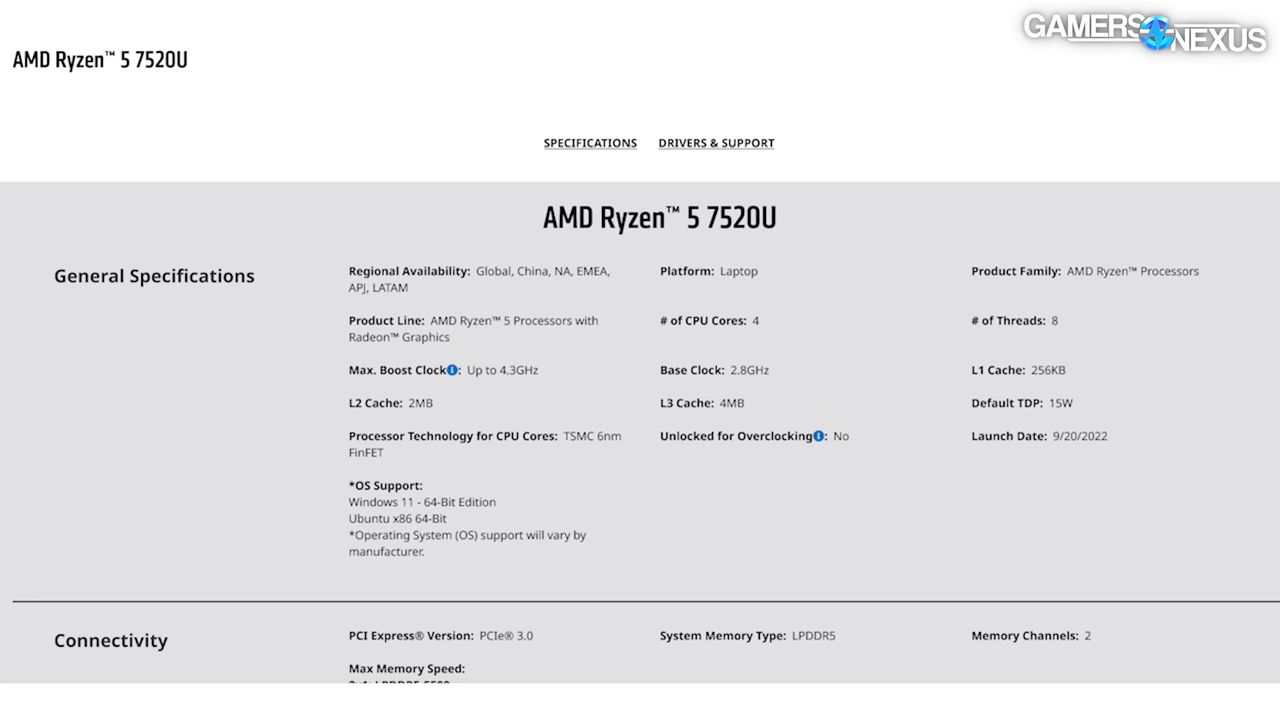 GAMERS NEXUS
AMD Ryzen™ 5 7520U
SPECIFICATIONS DRIVERS & SUPPORT
AMD Ryzen™ 5 7520U
General Specifications
Regional Availability: Global, China, NA, EMEA,
APJ, LATAM
Platform: Laptop
Product Family: AMD Ryzen™ Processors
Product Line: AMD Ryzen™ 5 Processors with
Radeon™ Graphics
# of CPU Cores: 4
# of Threads: 8
Max. Boost Clock: Up to 4.3GHz
Base Clock: 2.8GHz
L1 Cache: 256KB
L2 Cache: 2MB
L3 Cache: 4MB
Default TDP: 15W
Processor Technology for CPU Cores: TSMC 6nm
FinFET
Unlocked for Overclocking: No
Launch Date: 9/20/2022
*OS Support:
Windows 11 - 64-Bit Edition
Ubuntu x86 64-Bit
*Operating System (OS) support will vary by
manufacturer.
Connectivity
PCI Express® Version: PCIe® 3.0
System Memory Type: LPDDR5
Memory Channels: 2
Max Memory Speed: